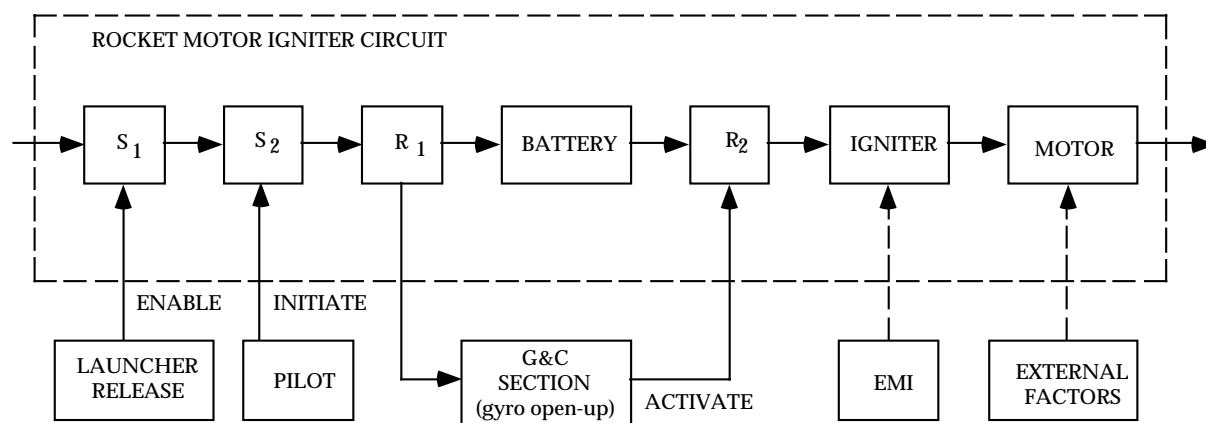 ROCKET MOTOR IGNITER CIRCUIT
S1
S2
R1
BATTERY
R2
IGNITER
MOTOR
ENABLE
INITIATE
LAUNCHER
RELEASE
PILOT
G&C
SECTION
(gyro open-up)
ACTIVATE
EMI
EXTERNAL
FACTORS